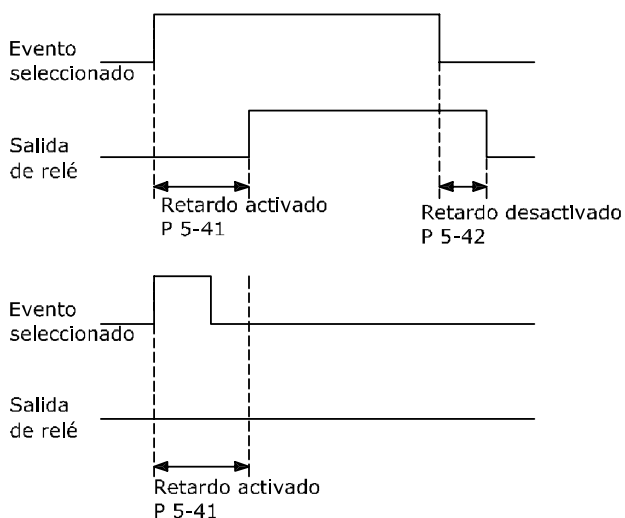 Evento
seleccionado
Salida
de relé
Retardo activado
P 5-41
Retardo desactivado
P 5-42
Evento
seleccionado
Salida
de relé
Retardo activado
P 5-41